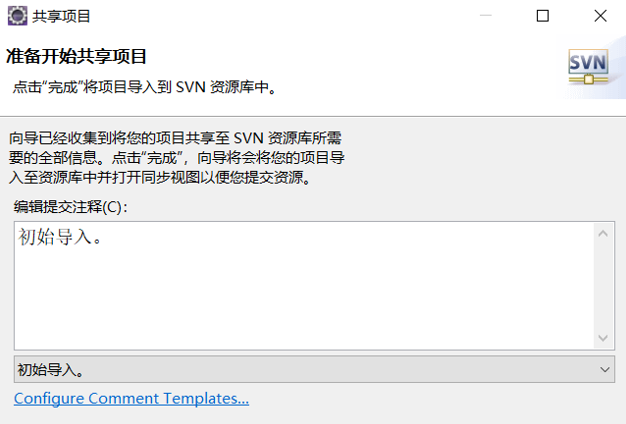 共享项目
准备开始共享项目
点击“完成”将项目导入到 SVN 资源库中。
SVN
向导已经收集到将您的项目共享至 SVN 资源库所需
要的全部信息。点击“完成”，向导将会将您的项目导
入至资源库中并打开同步视图以便您提交资源。
编辑提交注释(C)：
初始导入。
初始导入。
Configure Comment Templates...